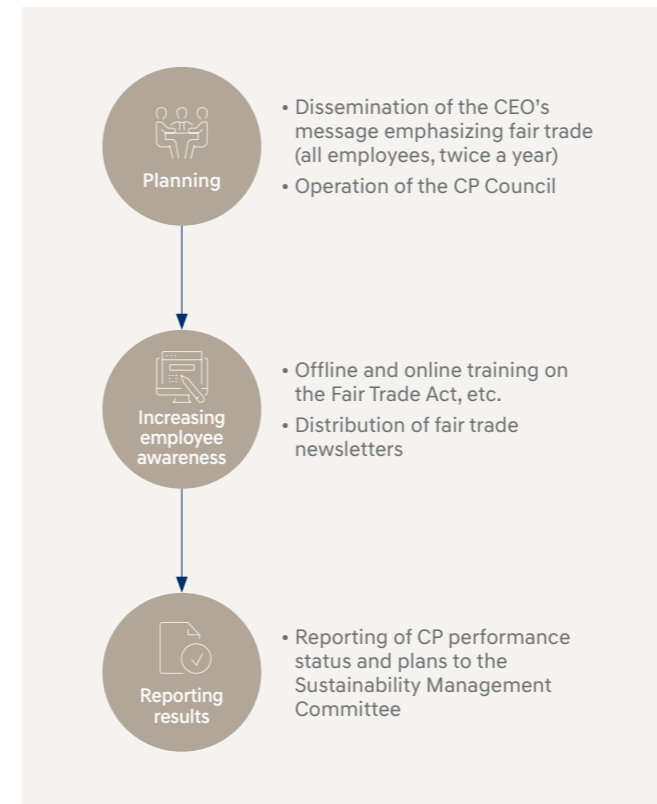 Planning
• Dissemination of the CEO’s
message emphasizing fair trade
(all employees, twice a year)
• Operation of the CP Council
Increasing
employee
awareness
• Offline and online training on
the Fair Trade Act, etc.
• Distribution of fair trade
newsletters
Reporting
results
• Reporting of CP performance
status and plans to the
Sustainability Management
Committee